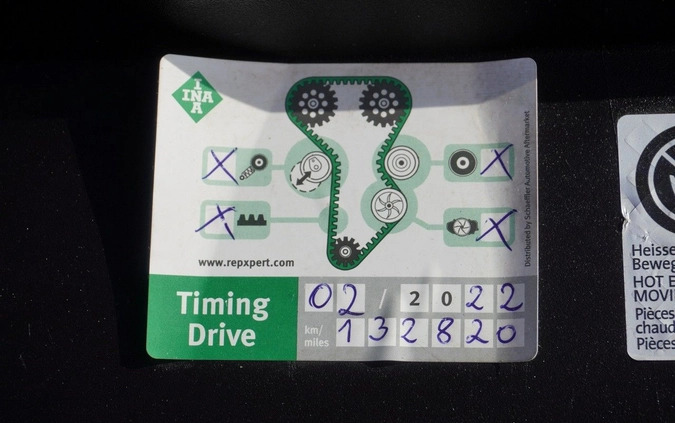 INA
INA
www.repxpert.com
Distributed by Schaeffler Automotive Aftermarket
Timing
Drive
02 / 2022
km/
miles
132820
Heisse
Beweg
HOT
MOVI
Pièces
chaud
Pièces